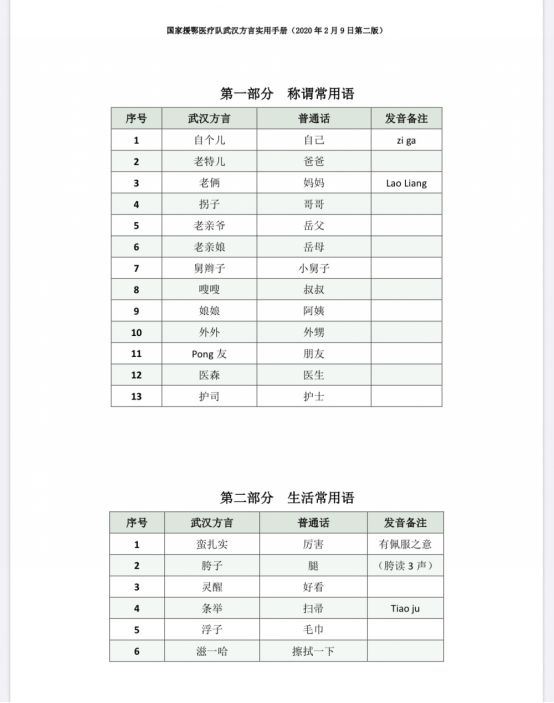 国家援鄂医疗队武汉方言实用手册（2020 年 2 月 9 日第二版）
第一部分 称谓常用语
序号 武汉方言 普通话 发音备注
1 自个儿 自己 zi ga
2 老特儿 爸爸
3 老俩 妈妈 Lao Liang
4 拐子 哥哥
5 老亲爷 岳父
6 老亲娘 岳母
7 舅辫子 小舅子
8 嗖嗖 叔叔
9 娘娘 阿姨
10 外外 外甥
11 Pong 友 朋友
12 医森 医生
13 护司 护士
第二部分 生活常用语
序号 武汉方言 普通话 发音备注
1 蛮扎实 厉害 有佩服之意
2 胯子 腿 （胯读 3 声）
3 灵醒 好看
4 条举 扫帚 Tiao ju
5 浮子 毛巾
6 滋一哈 擦拭一下